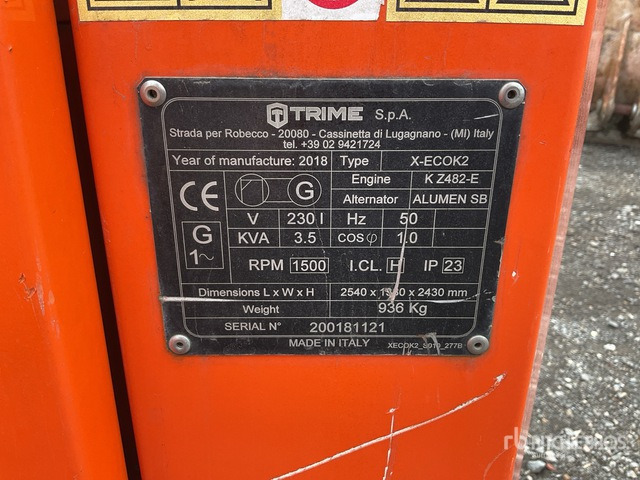 TRIME S.p.A.
Strada per Robecco - 20080 - Cassinetta di Lugagnano - (MI) Italy
tel. +39 02 9421724
Year of manufacture: 2018 Type X-ECOK2
Engine K Z482-E
CE G Alternator ALUMEN SB
V 230 I Hz 50
G 1~ KVA 3.5 COS φ 1.0
RPM 1500 I.CL. H IP 23
Dimensions L x W x H 2540 x x 2430 mm
Weight 936 Kg
SERIAL N° 200181121
MADE IN ITALY
rb